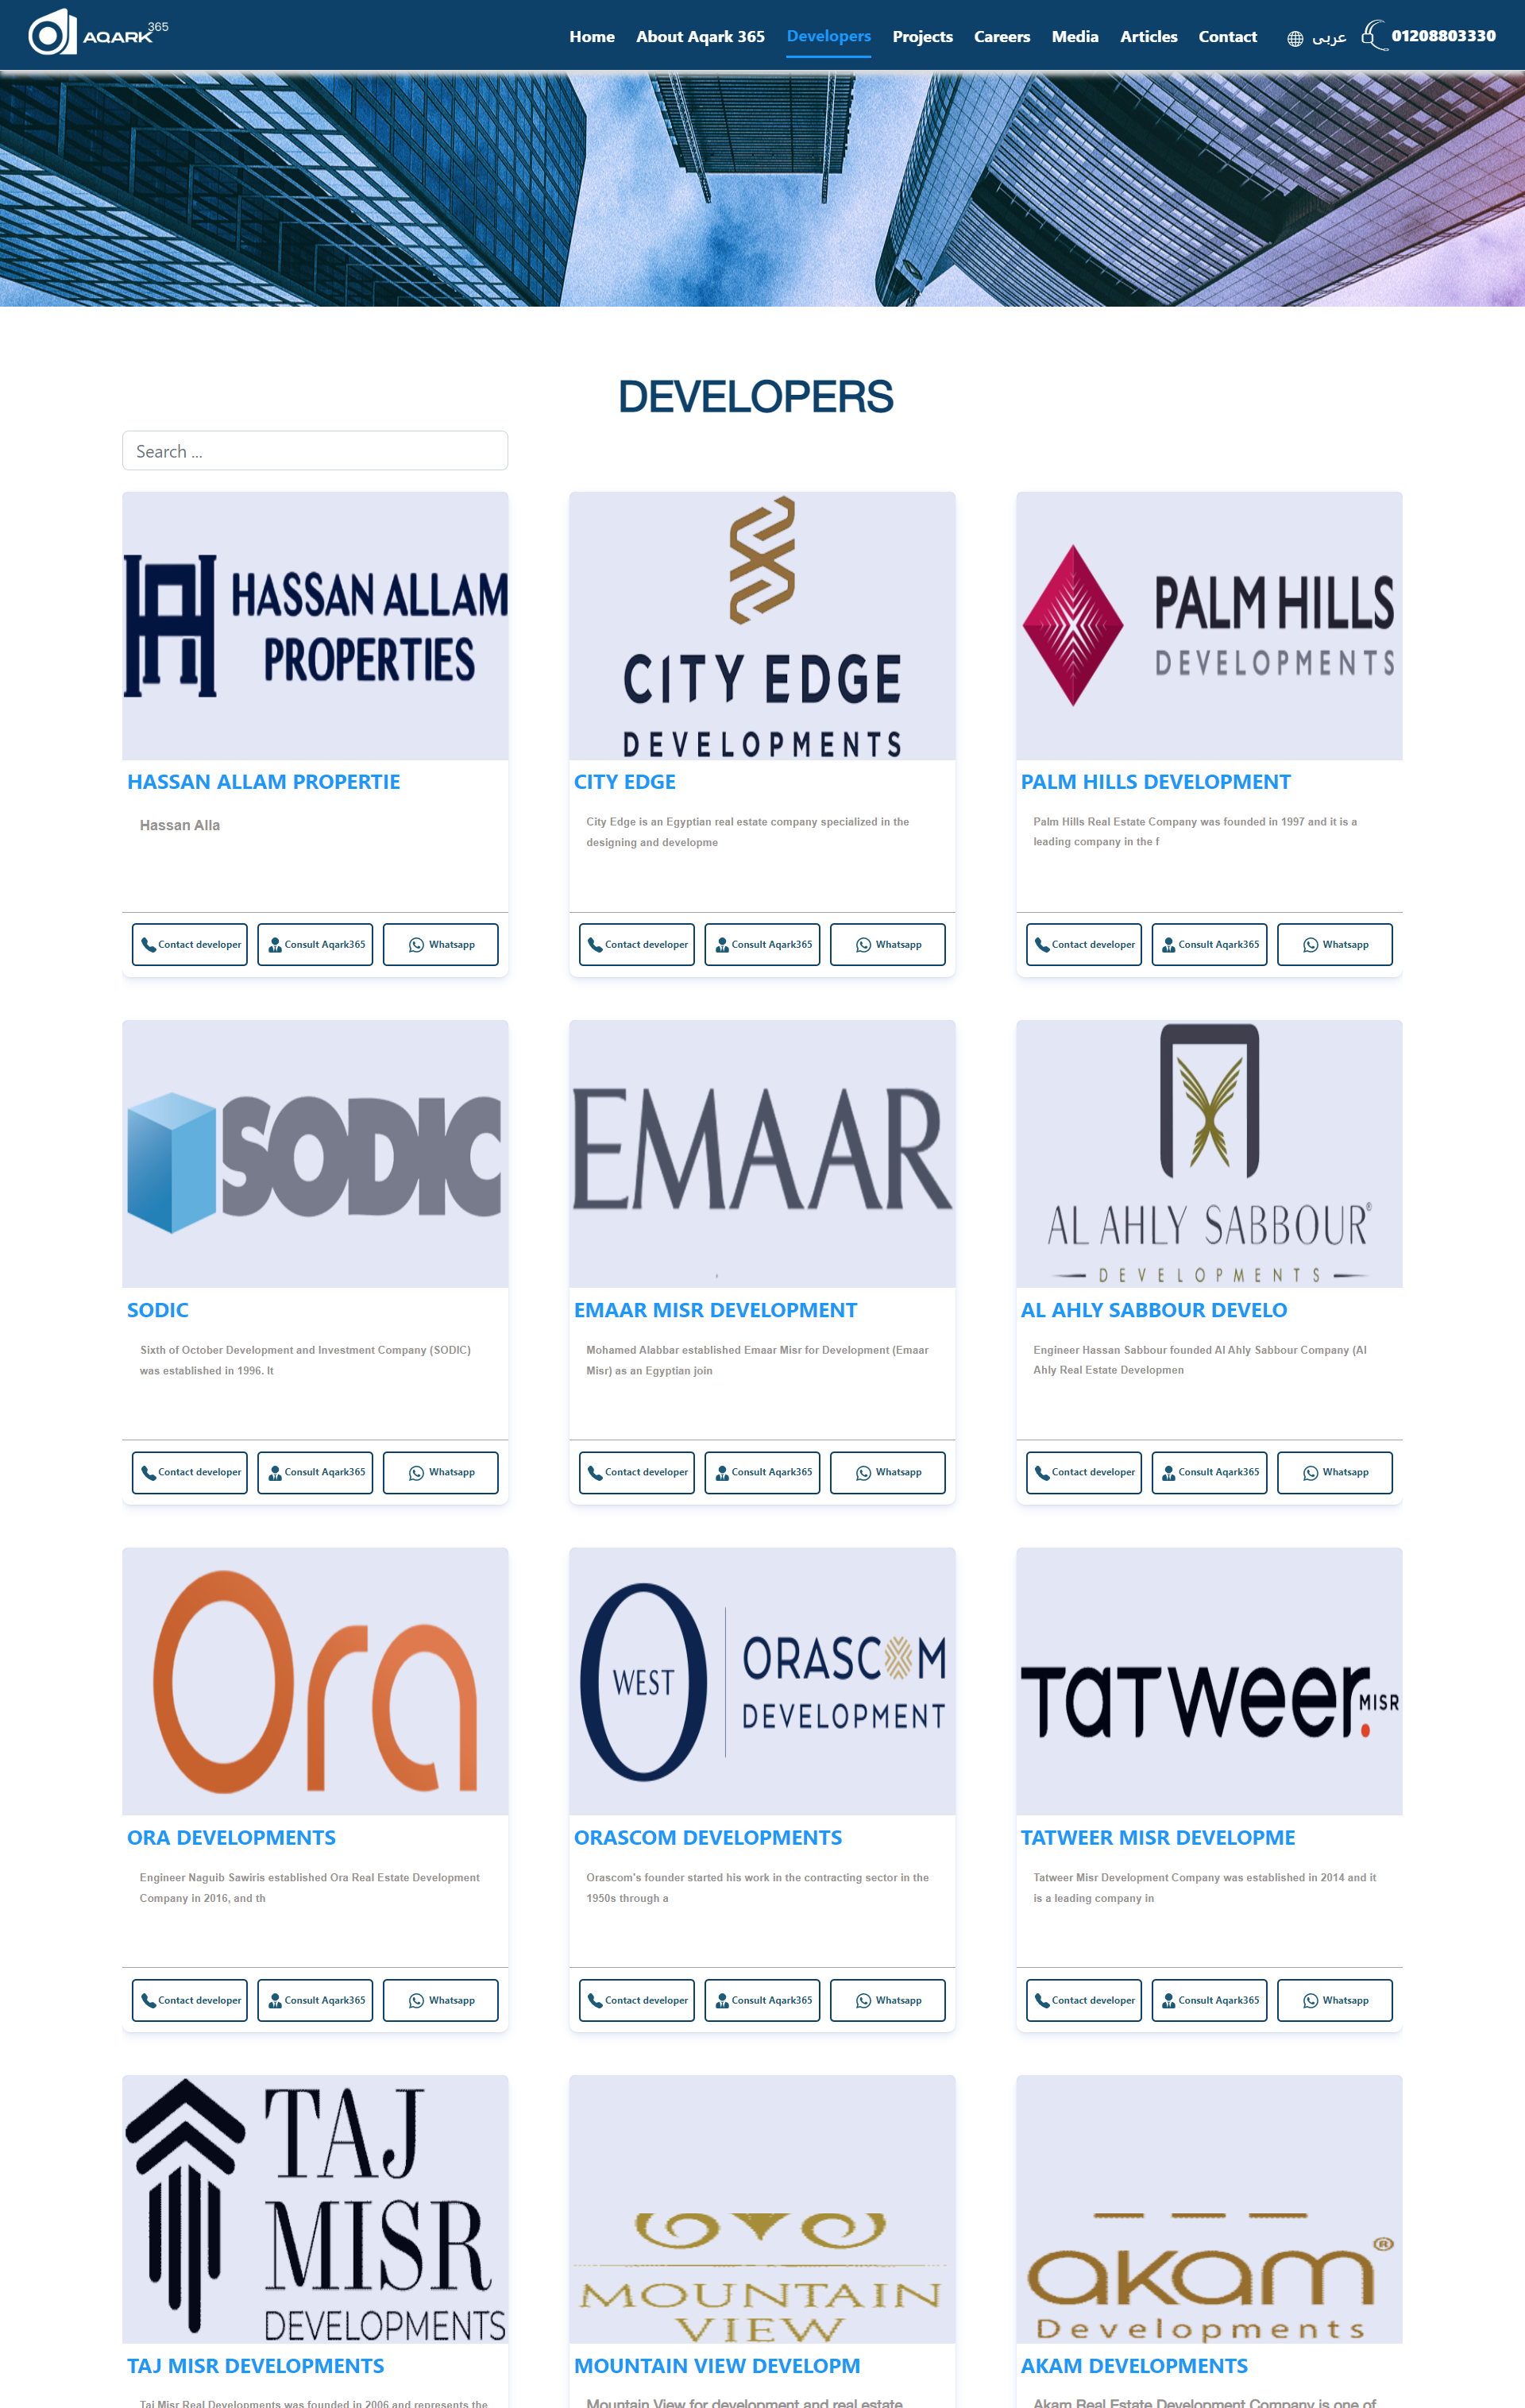 AQARK 365
Home About Aqark 365 Developers Projects Careers Media Articles Contact عربى 01208803330
DEVELOPERS
Search ...
HASSAN ALLAM
PROPERTIES
HASSAN ALLAM PROPERTIE
Hassan Alla
Contact developer Consult Aqark365 Whatsapp
CITY EDGE
DEVELOPMENTS
CITY EDGE
City Edge is an Egyptian real estate company specialized in the
designing and developme
Contact developer Consult Aqark365 Whatsapp
PALM HILLS
DEVELOPMENTS
PALM HILLS DEVELOPMENT
Palm Hills Real Estate Company was founded in 1997 and it is a
leading company in the f
Contact developer Consult Aqark365 Whatsapp
SODIC
SODIC
Sixth of October Development and Investment Company (SODIC)
was established in 1996. It
Contact developer Consult Aqark365 Whatsapp
EMAAR
EMAAR MISR DEVELOPMENT
Mohamed Alabbar established Emaar Misr for Development (Emaar
Misr) as an Egyptian join
Contact developer Consult Aqark365 Whatsapp
AL AHLY SABBOUR®
DEVELOPMENTS
AL AHLY SABBOUR DEVELO
Engineer Hassan Sabbour founded Al Ahly Sabbour Company (Al
Ahly Real Estate Developmen
Contact developer Consult Aqark365 Whatsapp
Ora
ORA DEVELOPMENTS
Engineer Naguib Sawiris established Ora Real Estate Development
Company in 2016, and th
Contact developer Consult Aqark365 Whatsapp
O WEST
ORASCOM
DEVELOPMENT
ORASCOM DEVELOPMENTS
Orascom's founder started his work in the contracting sector in the
1950s through a
Contact developer Consult Aqark365 Whatsapp
TaTweer. MISR
TATWEER MISR DEVELOPME
Tatweer Misr Development Company was established in 2014 and it
is a leading company in
Contact developer Consult Aqark365 Whatsapp
TAJ
MISR
DEVELOPMENTS
TAJ MISR DEVELOPMENTS
Taj Misr Real Developments was founded in 2006 and represents the
MOUNTAIN
VIEW
MOUNTAIN VIEW DEVELOPM
Mountain View for development and real estate
akam®
Developments
AKAM DEVELOPMENTS
Akam Real Estate Development Company is one of